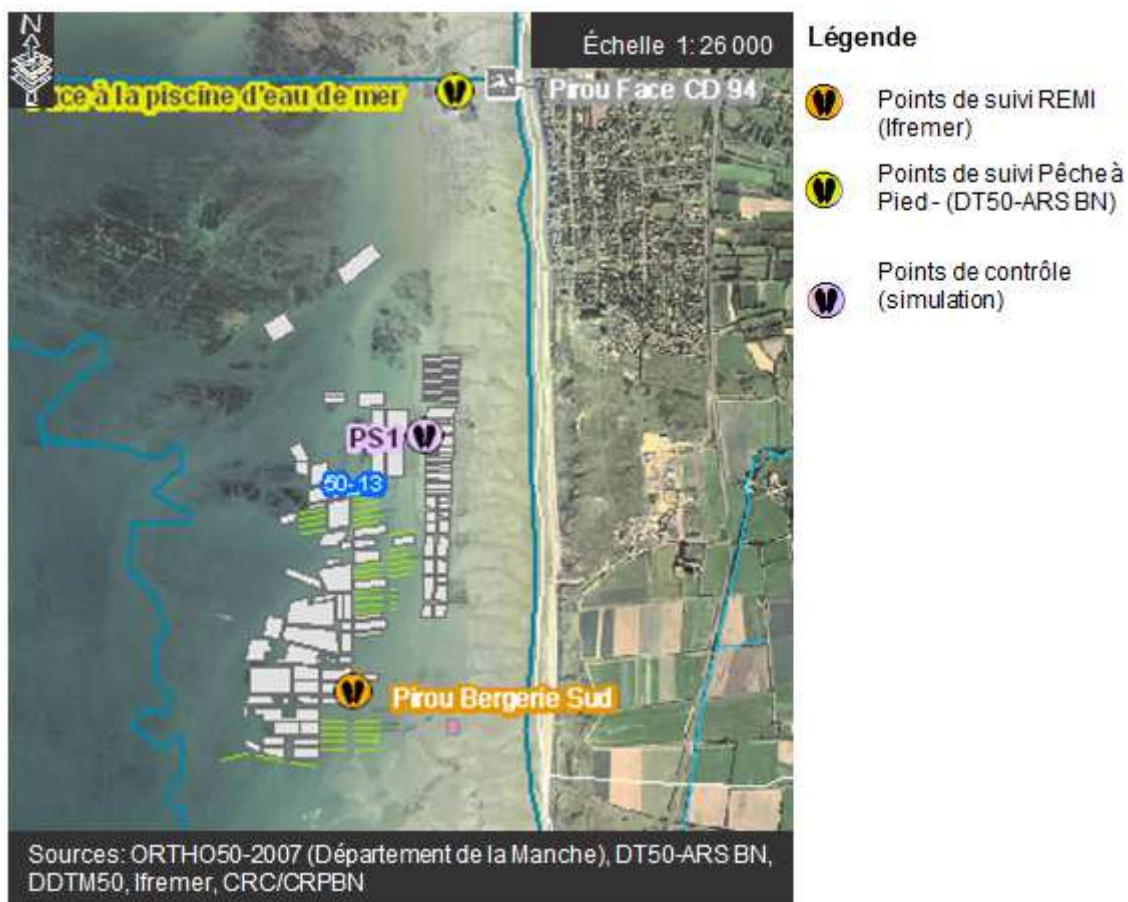 N
Échelle 1: 26 000
ce à la piscine d'eau de mer
Pirou Face CD 94
PS1
50-13
Pirou Bergerie Sud
Sources: ORTHO50-2007 (Département de la Manche), DT50-ARS BN,
DDTM50, Ifremer, CRC/CRPBN
Légende
Points de suivi REMI
(Ifremer)
Points de suivi Pêche à
Pied - (DT50-ARS BN)
Points de contrôle
(simulation)